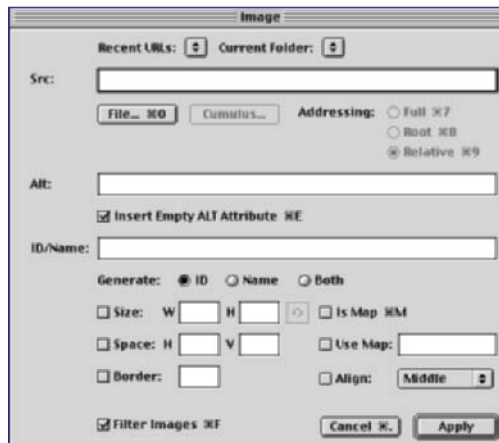 Image
Recent URLs: Current Folder:
Src:
File... ⌘O Cumulus... Addressing: Full ⌘7
Root ⌘8
Relative ⌘9
Alt:
Insert Empty ALT Attribute ⌘E
ID/Name:
Generate: ID Name Both
Size: W H Is Map ⌘M
Space: H V Use Map:
Border: Align: Middle
Filter Images ⌘F Cancel ⌘. Apply